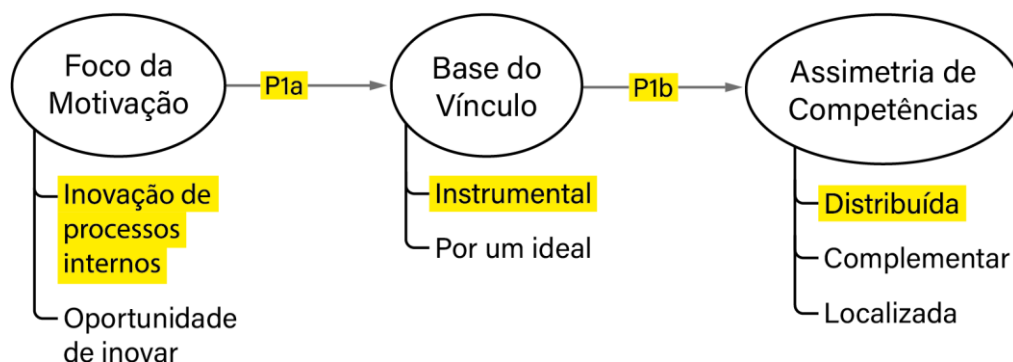 Foco da
Motivação
P1a
Base do
Vínculo
P1b
Assimetria de
Competências
Inovação de
processos
internos
Oportunidade
de inovar
Instrumental
Por um ideal
Distribuída
Complementar
Localizada